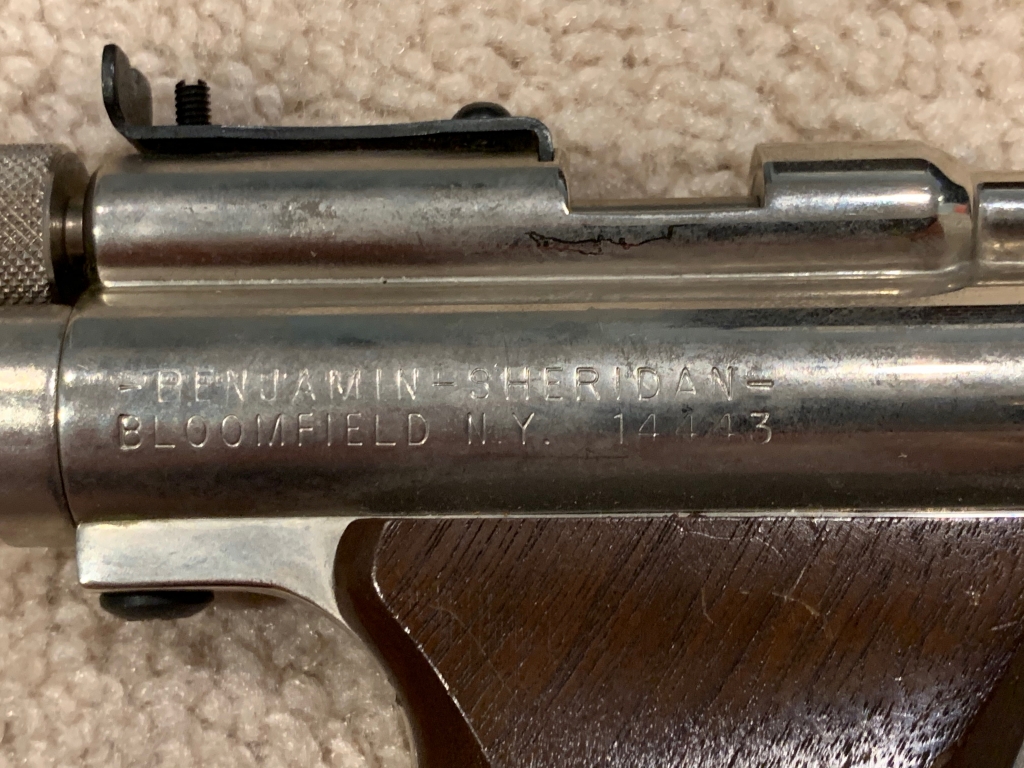 -BENJAMIN-SHERIDAN-
BLOOMFIELD N.Y. 14443